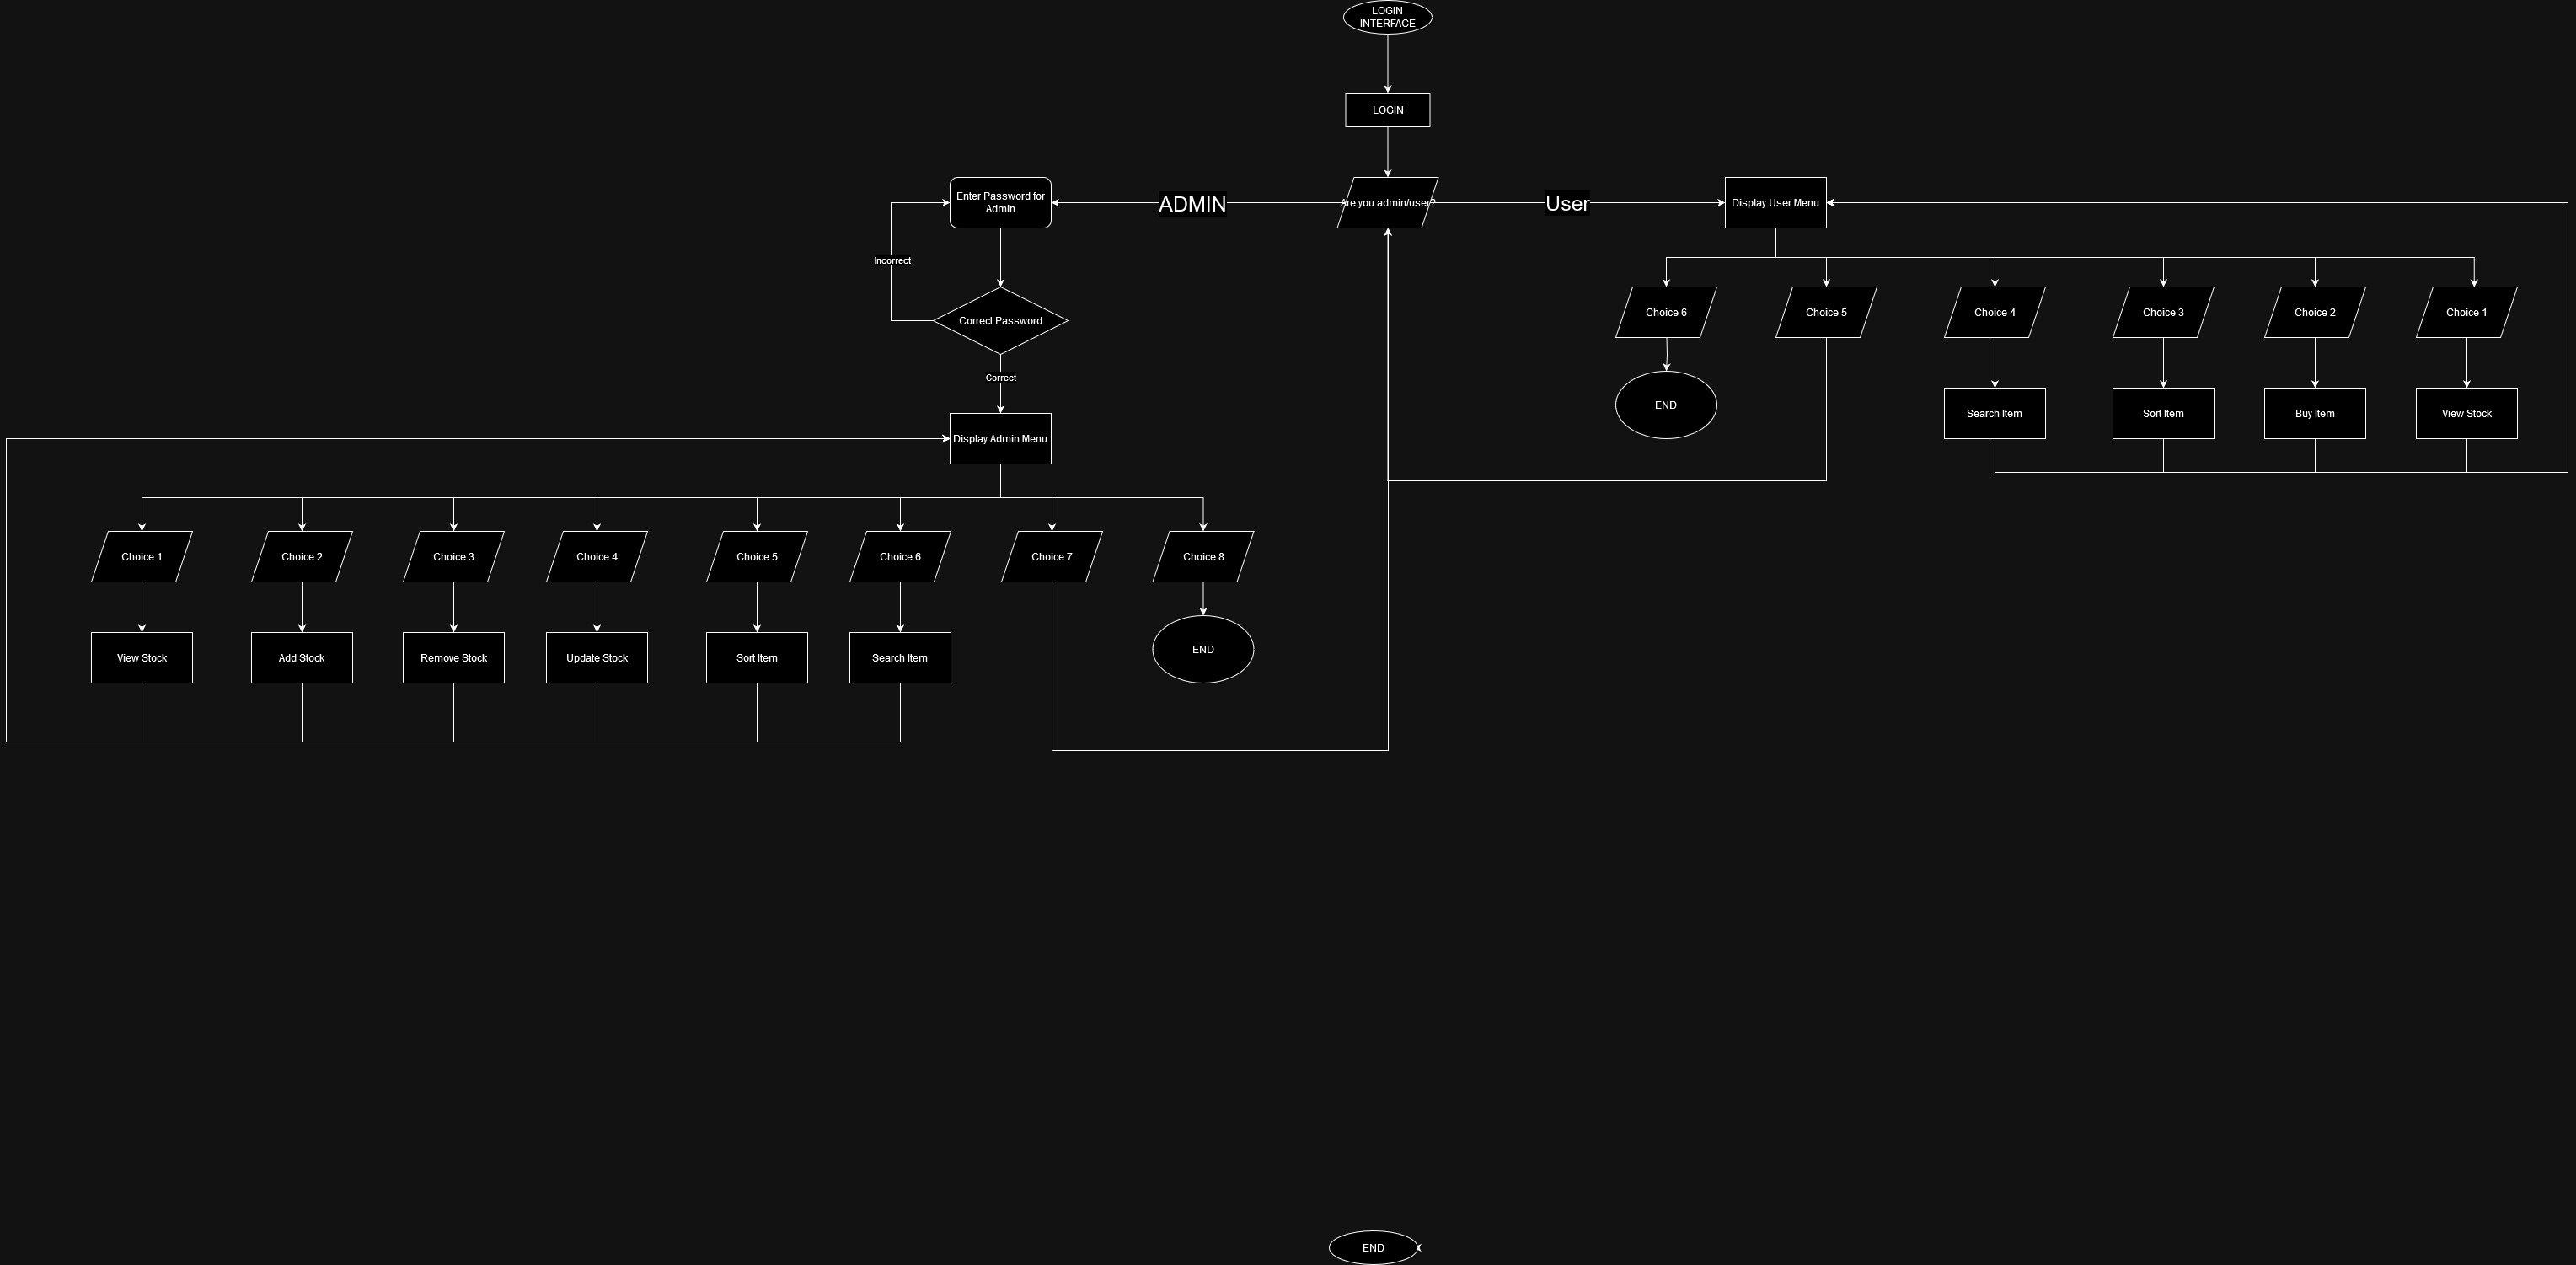 LOGIN
INTERFACE
LOGIN
Enter Password for
Admin
ADMIN
Are you admin/user?
User
Display User Menu
Incorrect
Correct Password
Correct
Choice 6
Choice 5
Choice 4
Choice 3
Choice 2
Choice 1
END
Search Item
Sort Item
Buy Item
View Stock
Display Admin Menu
Choice 1
Choice 2
Choice 3
Choice 4
Choice 5
Choice 6
Choice 7
Choice 8
View Stock
Add Stock
Remove Stock
Update Stock
Sort Item
Search Item
END
END